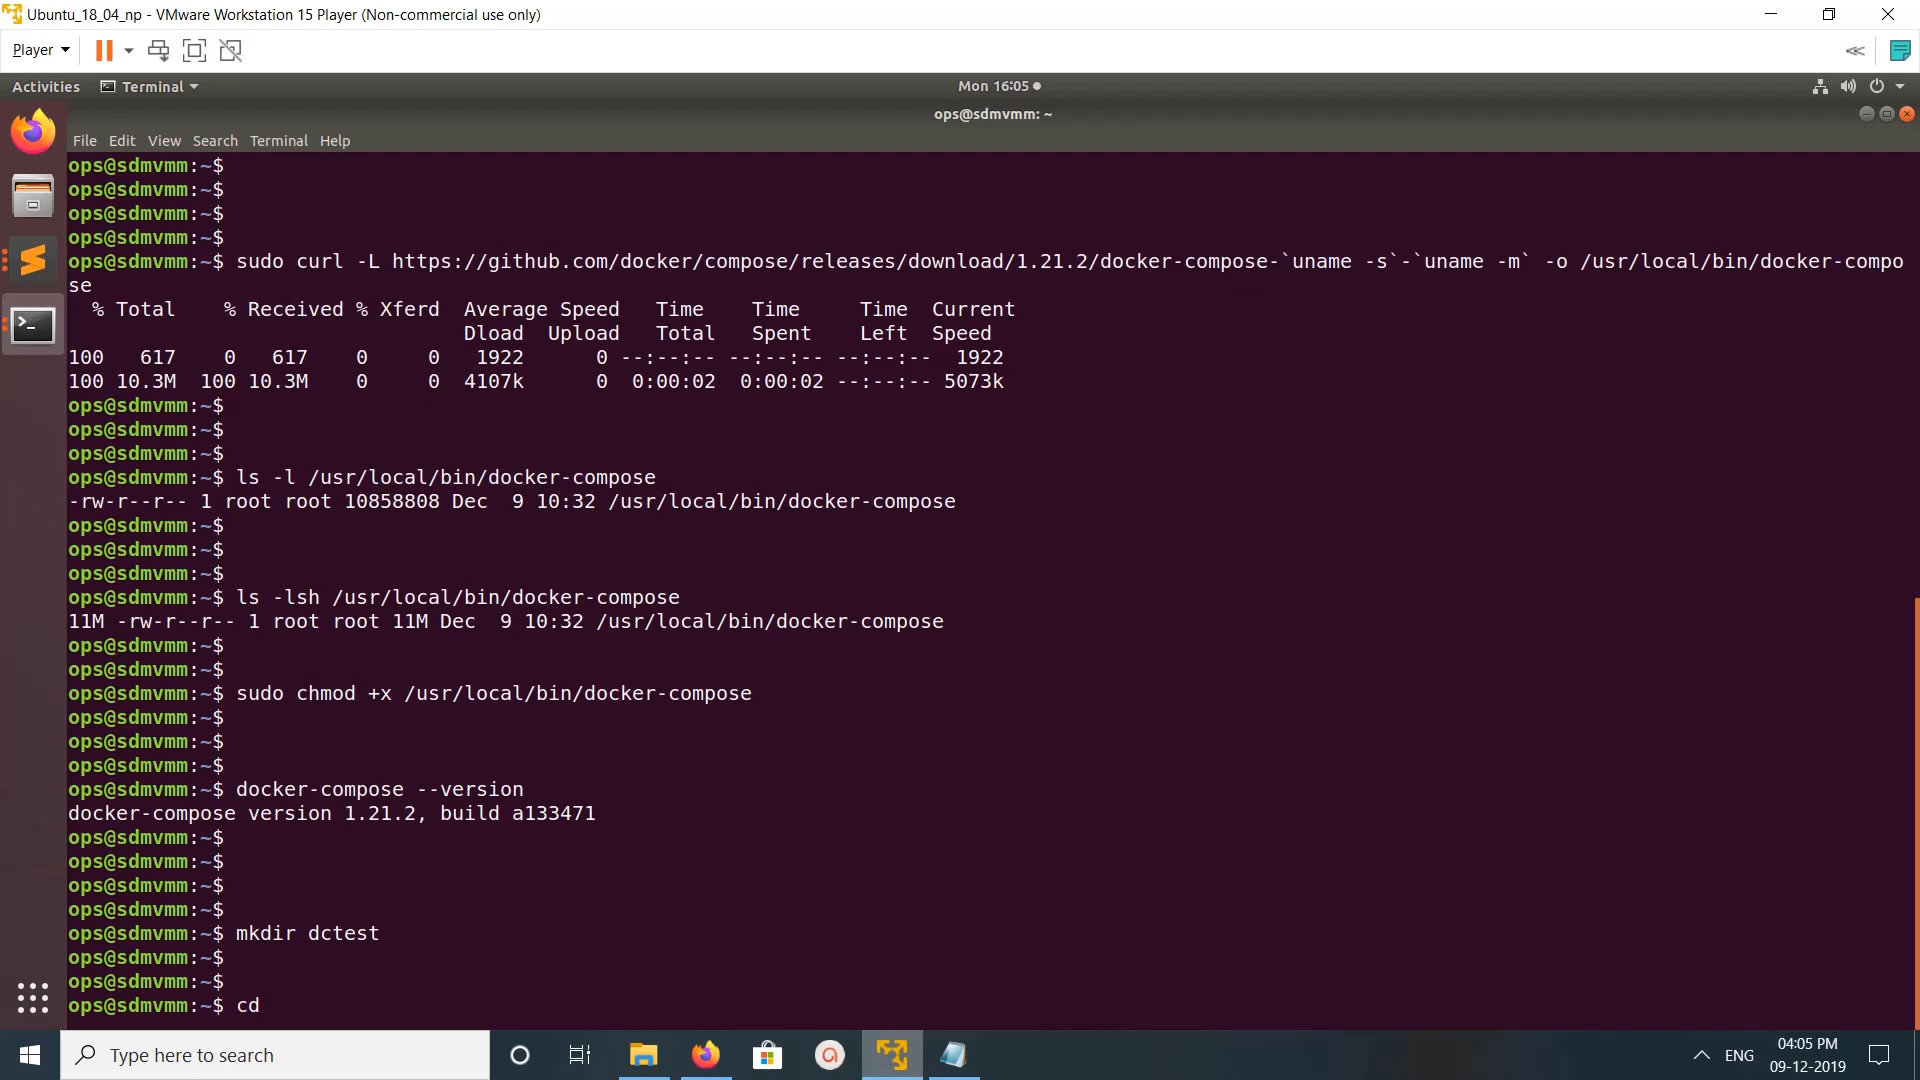 Ubuntu_18_04_np - VMware Workstation 15 Player (Non-commercial use only)
Player
Activities Terminal Mon 16:05
ops@sdmvmm: ~
File Edit View Search Terminal Help
ops@sdmvmm:~$
ops@sdmvmm:~$
ops@sdmvmm:~$
ops@sdmvmm:~$
ops@sdmvmm:~$ sudo curl -L https://github.com/docker/compose/releases/download/1.21.2/docker-compose-`uname -s`-`uname -m` -o /usr/local/bin/docker-compo
se
% Total % Received % Xferd Average Speed Time Time Time Current
Dload Upload Total Spent Left Speed
100 617 0 617 0 0 1922 0 --:--:-- --:--:-- --:--:-- 1922
100 10.3M 100 10.3M 0 0 4107k 0 0:00:02 0:00:02 --:--:-- 5073k
ops@sdmvmm:~$
ops@sdmvmm:~$
ops@sdmvmm:~$
ops@sdmvmm:~$ ls -l /usr/local/bin/docker-compose
-rw-r--r-- 1 root root 10858808 Dec 9 10:32 /usr/local/bin/docker-compose
ops@sdmvmm:~$
ops@sdmvmm:~$
ops@sdmvmm:~$
ops@sdmvmm:~$ ls -lsh /usr/local/bin/docker-compose
11M -rw-r--r-- 1 root root 11M Dec 9 10:32 /usr/local/bin/docker-compose
ops@sdmvmm:~$
ops@sdmvmm:~$
ops@sdmvmm:~$ sudo chmod +x /usr/local/bin/docker-compose
ops@sdmvmm:~$
ops@sdmvmm:~$
ops@sdmvmm:~$
ops@sdmvmm:~$ docker-compose --version
docker-compose version 1.21.2, build a133471
ops@sdmvmm:~$
ops@sdmvmm:~$
ops@sdmvmm:~$
ops@sdmvmm:~$
ops@sdmvmm:~$ mkdir dctest
ops@sdmvmm:~$
ops@sdmvmm:~$
ops@sdmvmm:~$ cd
Type here to search
ENG
04:05 PM
09-12-2019